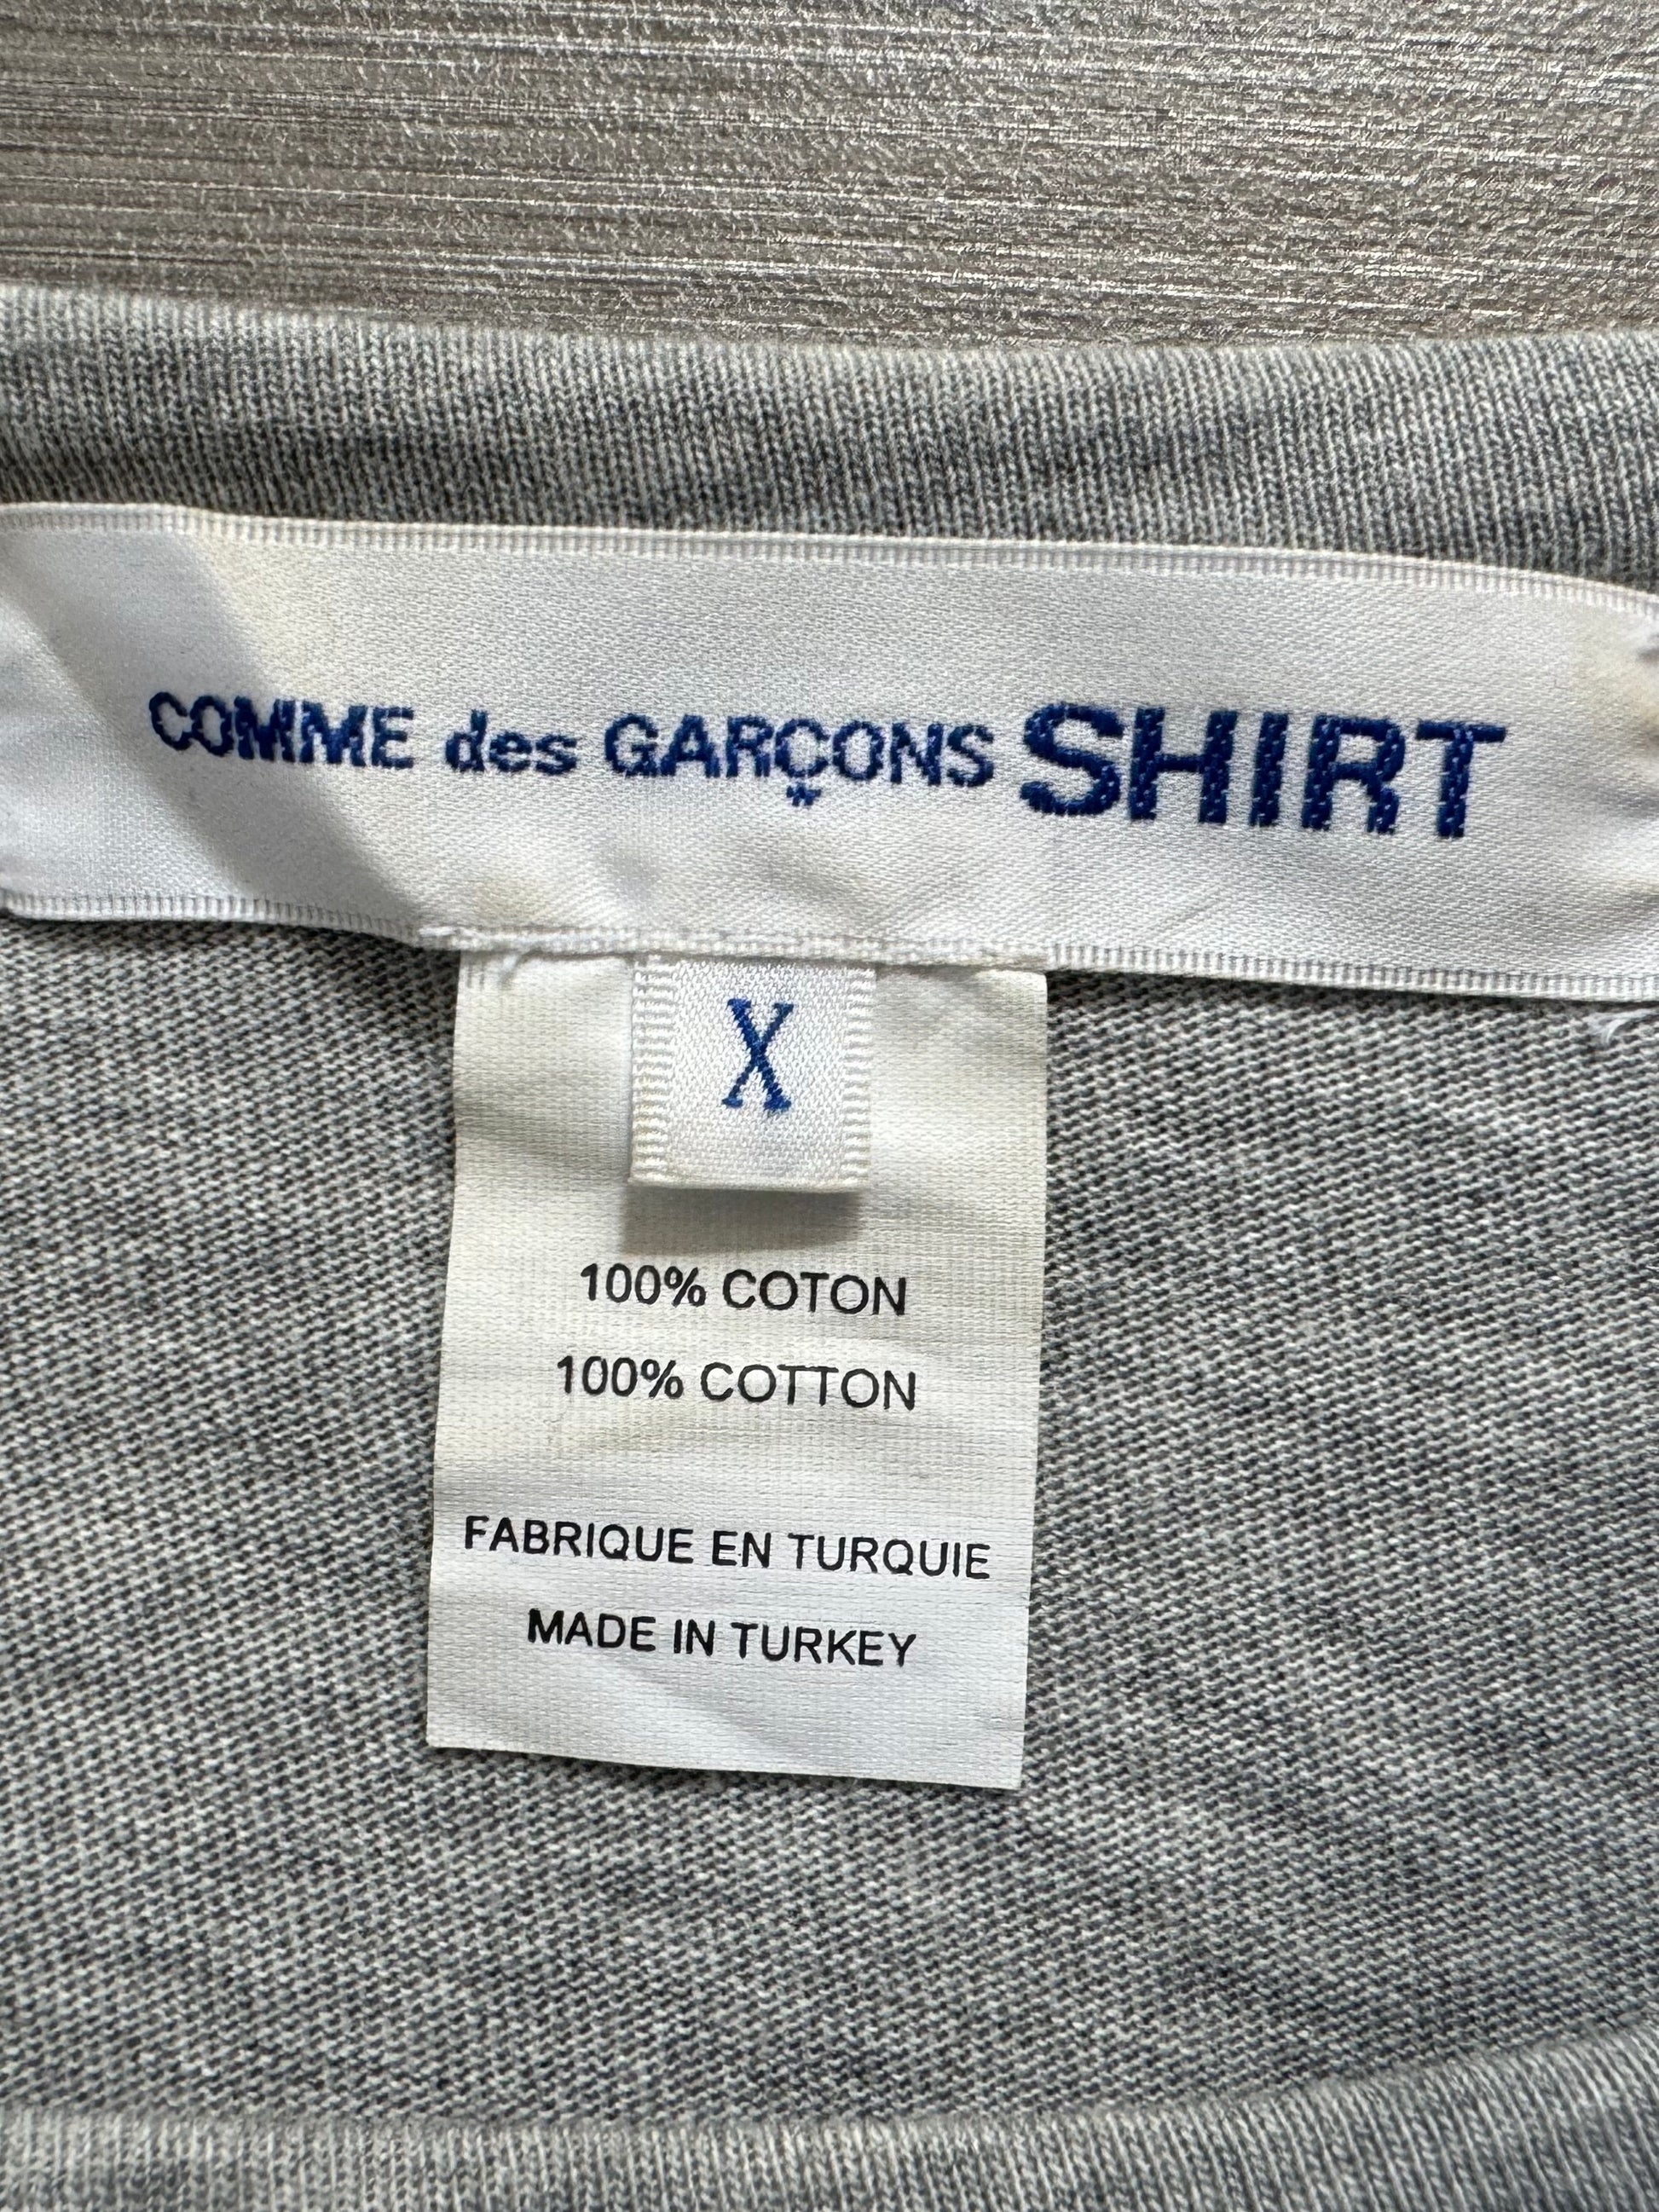 COMME des GARÇONS SHIRT
X
100% COTON
100% COTTON
FABRIQUE EN TURQUIE
MADE IN TURKEY